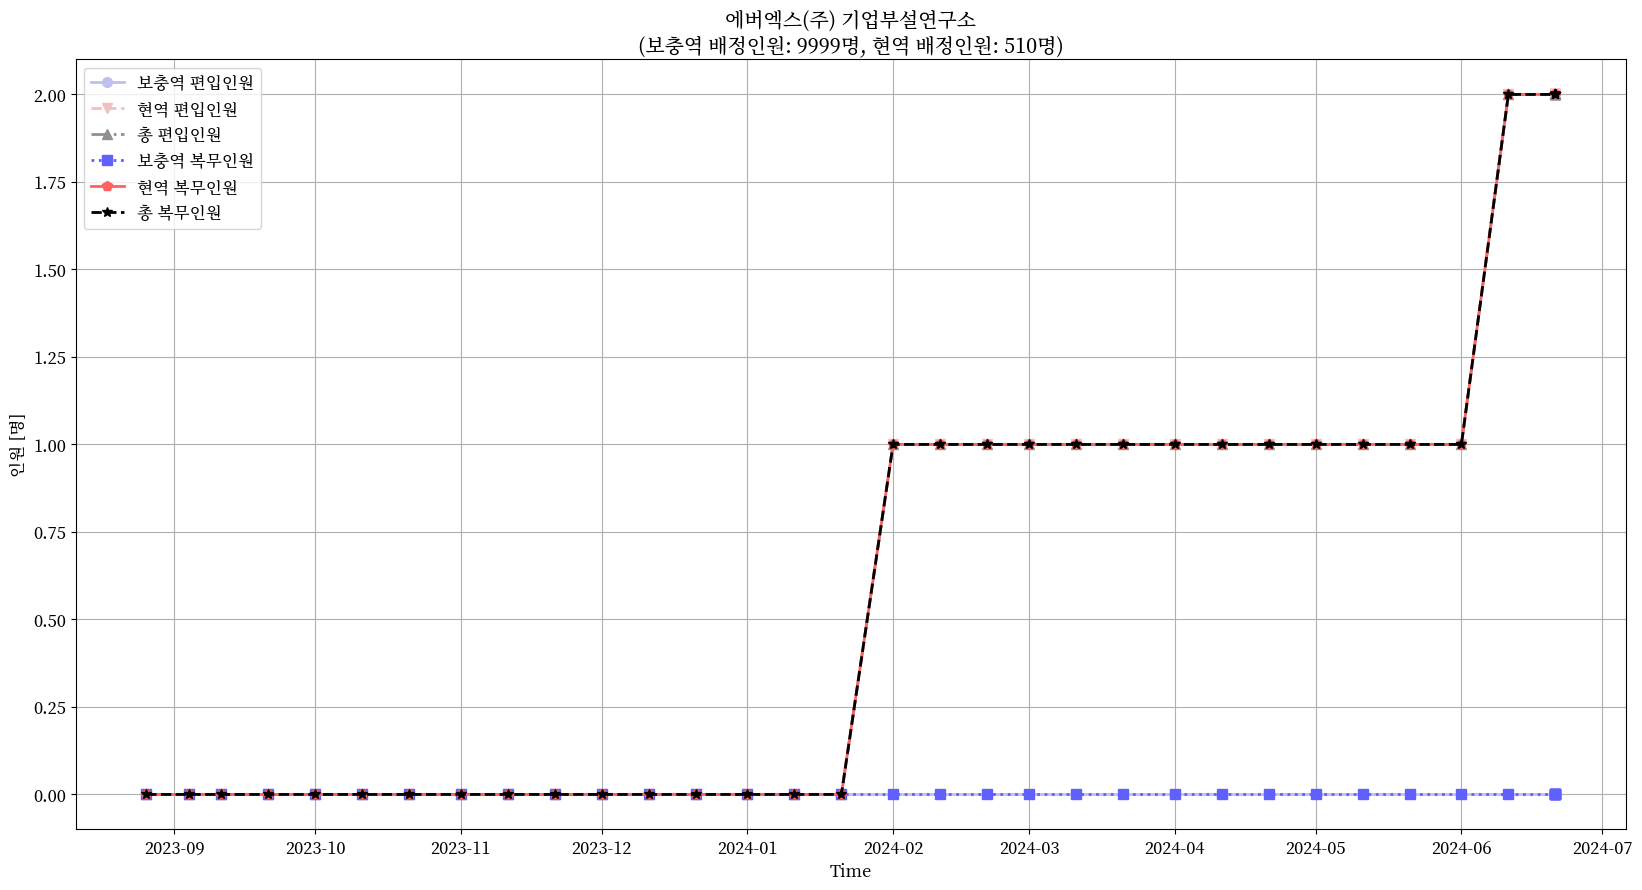 에버엑스(주) 기업부설연구소
(보충역 배정인원: 9999명, 현역 배정인원: 510명)
보충역 편입인원
현역 편입인원
총 편입인원
보충역 복무인원
현역 복무인원
총 복무인원
2.00
1.75
1.50
1.25
1.00
0.75
0.50
0.25
0.00
인원 [명]
2023-09 2023-10 2023-11 2023-12 2024-01 2024-02 2024-03 2024-04 2024-05 2024-06 2024-07
Time